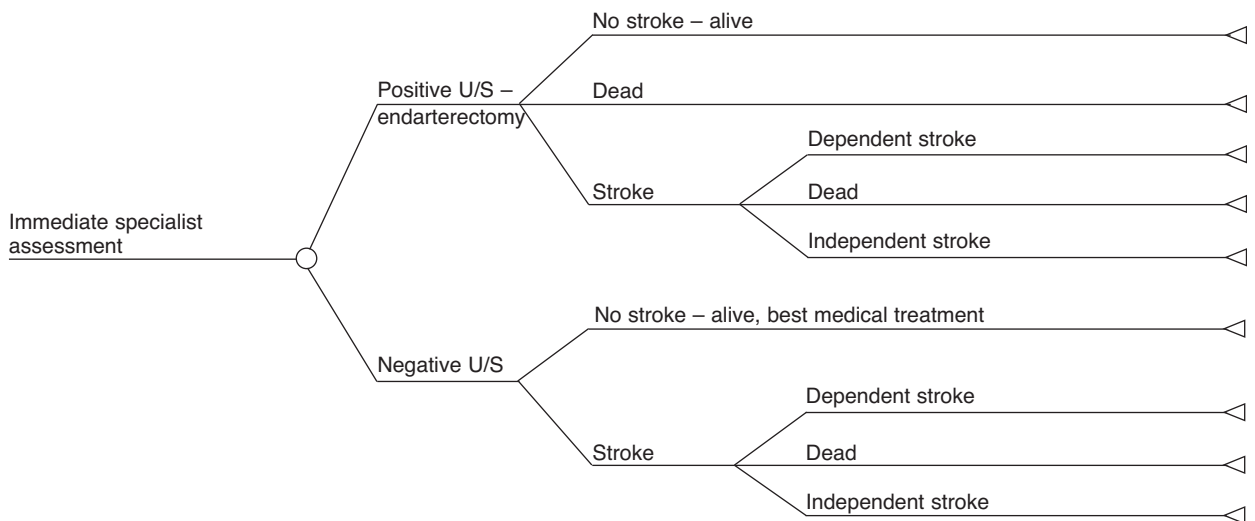 No stroke – alive
Positive U/S –
endarterectomy
Dead
Dependent stroke
Stroke
Dead
Independent stroke
Immediate specialist
assessment
No stroke – alive, best medical treatment
Negative U/S
Dependent stroke
Stroke
Dead
Independent stroke